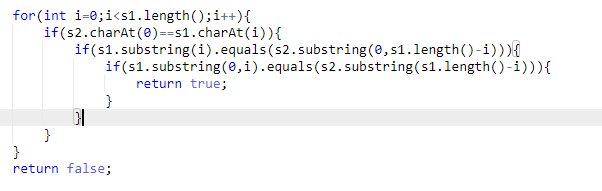 for(int i=0;i<s1.length();i++){
    if(s2.charAt(0)==s1.charAt(i)){
        if(s1.substring(i).equals(s2.substring(0,s1.length()-i))){
            if(s1.substring(0,i).equals(s2.substring(s1.length()-i))){
                return true;
            }
        }
    }
}
return false;